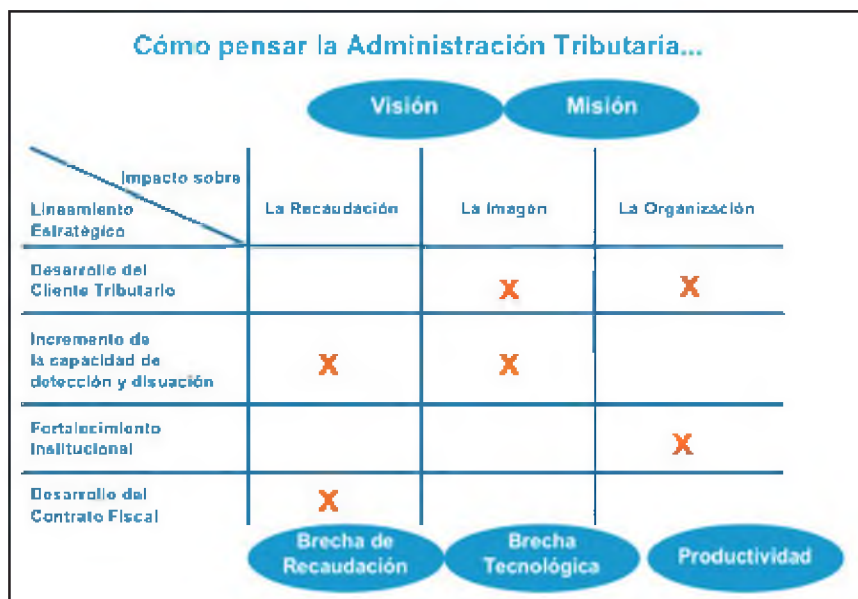 Cómo pensar la Administración Tributaria...
Visión
Misión
Impacto sobre
Lineamiento
Estratégico
La Recaudación
La Imagen
La Organización
Desarrollo del
Cliente Tributario
X
X
Incremento de
la capacidad de
detección y disuación
X
X
Fortalecimiento
Institucional
X
Desarrollo del
Contrato Fiscal
X
Brecha de
Recaudación
Brecha
Tecnológica
Productividad